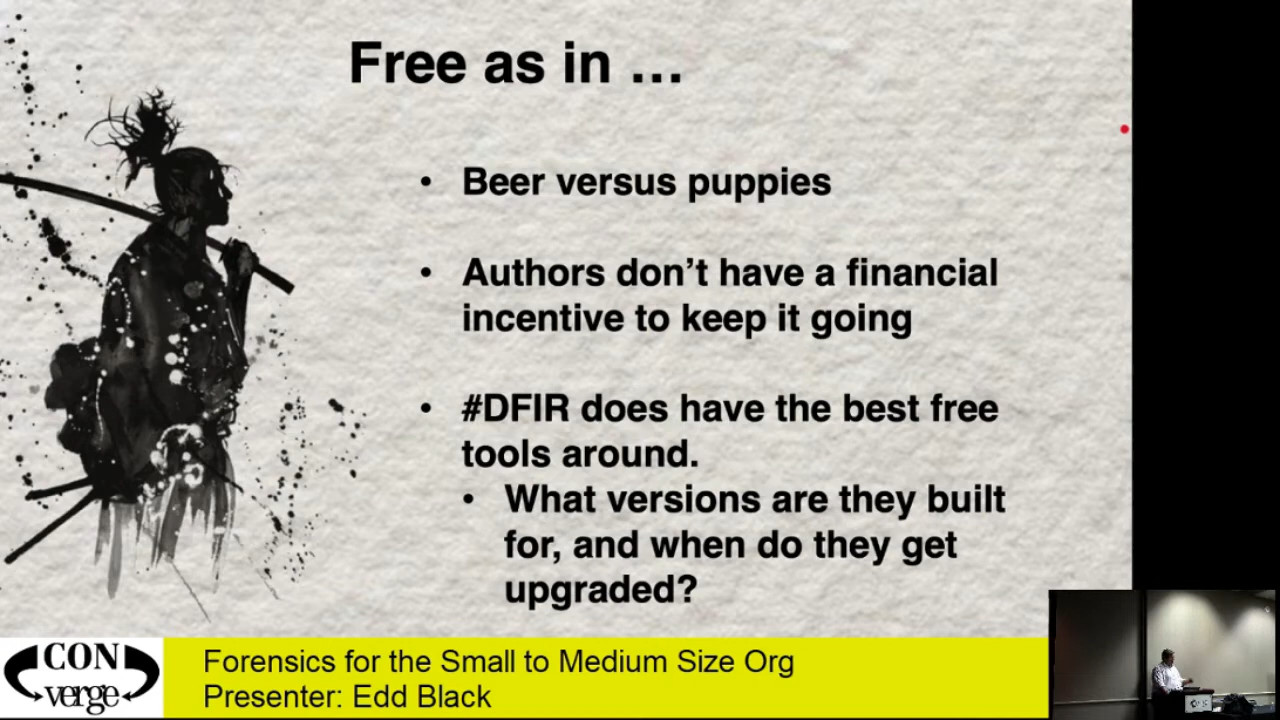 Free as in ...
• Beer versus puppies
• Authors don’t have a financial
incentive to keep it going
• #DFIR does have the best free
tools around.
• What versions are they built
for, and when do they get
upgraded?
CON
verge
Forensics for the Small to Medium Size Org
Presenter: Edd Black